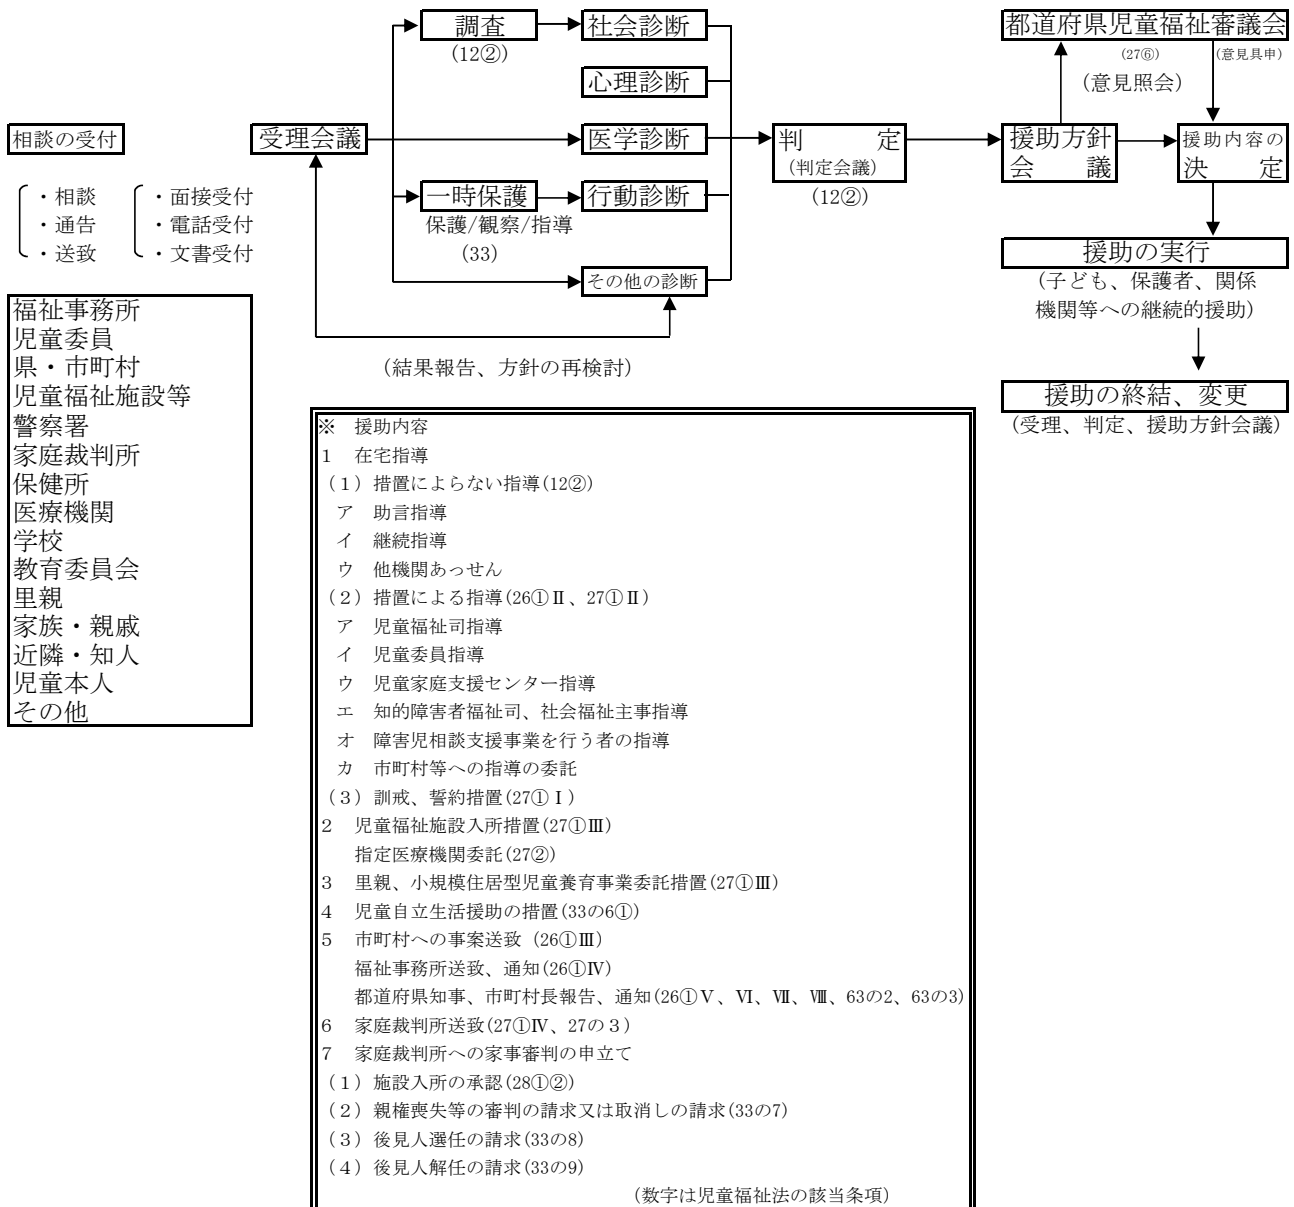 調査
(12②)
社会診断
心理診断
都道府県児童福祉審議会
(27⑥)
(意見具申)
(意見照会)
相談の受付
受理会議
医学診断
判　　　定
(判定会議)
(12②)
援助方針
会　　議
援助内容の
決　　定
・相談
・通告
・送致
・面接受付
・電話受付
・文書受付
一時保護
保護/観察/指導
(33)
行動診断
その他の診断
(結果報告、方針の再検討)
援助の実行
(子ども、保護者、関係
機関等への継続的援助)
援助の終結、変更
(受理、判定、援助方針会議)
福祉事務所
児童委員
県・市町村
児童福祉施設等
警察署
家庭裁判所
保健所
医療機関
学校
教育委員会
里親
家族・親戚
近隣・知人
児童本人
その他
※　援助内容
1　在宅指導
(1) 措置によらない指導(12②)
ア　助言指導
イ　継続指導
ウ　他機関あっせん
(2) 措置による指導(26①Ⅱ、27①Ⅱ)
ア　児童福祉司指導
イ　児童委員指導
ウ　児童家庭支援センター指導
エ　知的障害者福祉司、社会福祉主事指導
オ　障害児相談支援事業を行う者の指導
カ　市町村等への指導の委託
(3) 訓戒、誓約措置(27①Ⅰ)
2　児童福祉施設入所措置(27①Ⅲ)
指定医療機関委託(27②)
3　里親、小規模住居型児童養育事業委託措置(27①Ⅲ)
4　児童自立生活援助の措置(33の6①)
5　市町村への事案送致 (26①Ⅲ)
福祉事務所送致、通知(26①Ⅳ)
都道府県知事、市町村長報告、通知(26①Ⅴ、Ⅵ、Ⅶ、Ⅷ、63の2、63の3)
6　家庭裁判所送致(27①Ⅳ、27の３)
7　家庭裁判所への家事審判の申立て
(1) 施設入所の承認(28①②)
(2) 親権喪失等の審判の請求又は取消しの請求(33の7)
(3) 後見人選任の請求(33の8)
(4) 後見人解任の請求(33の9)
(数字は児童福祉法の該当条項)